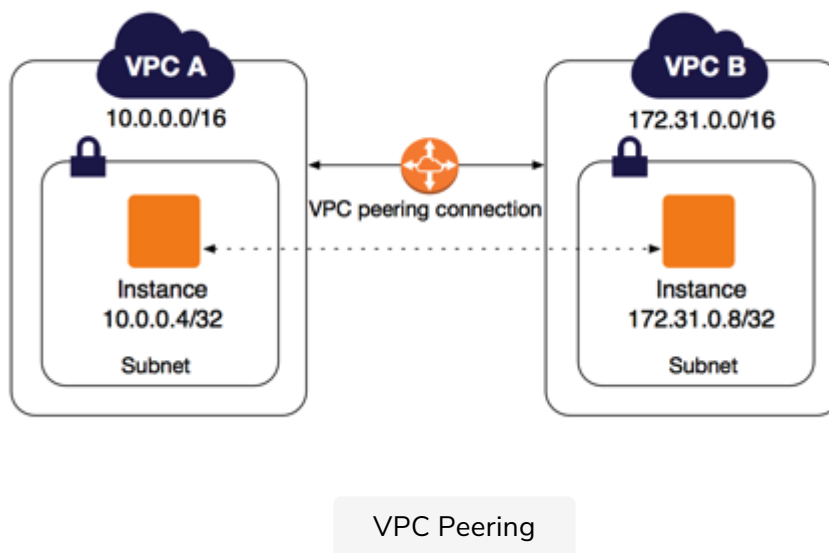 VPC A
10.0.0.0/16
Instance
10.0.0.4/32
Subnet
VPC peering connection
VPC B
172.31.0.0/16
Instance
172.31.0.8/32
Subnet
VPC Peering